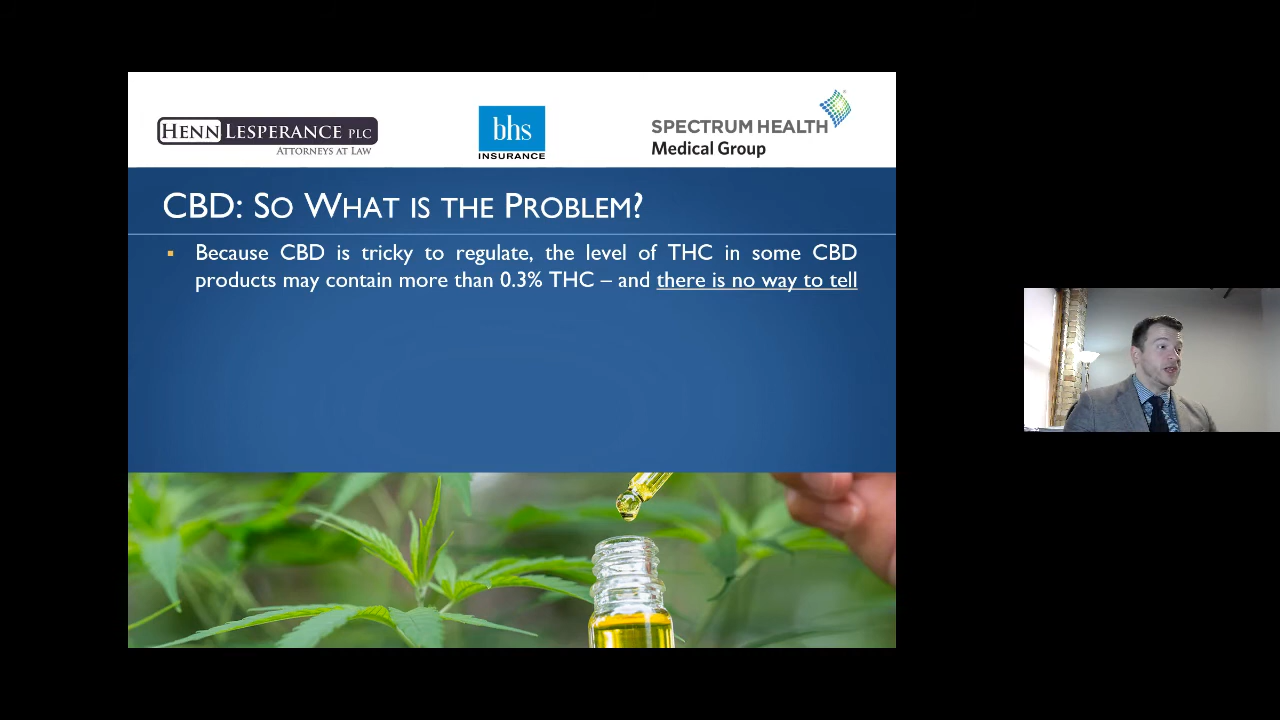 HENN LESPERANCE PLC
ATTORNEYS AT LAW
bhs
INSURANCE
SPECTRUM HEALTH
Medical Group
CBD: SO WHAT IS THE PROBLEM?
Because CBD is tricky to regulate, the level of THC in some CBD
products may contain more than 0.3% THC – and there is no way to tell